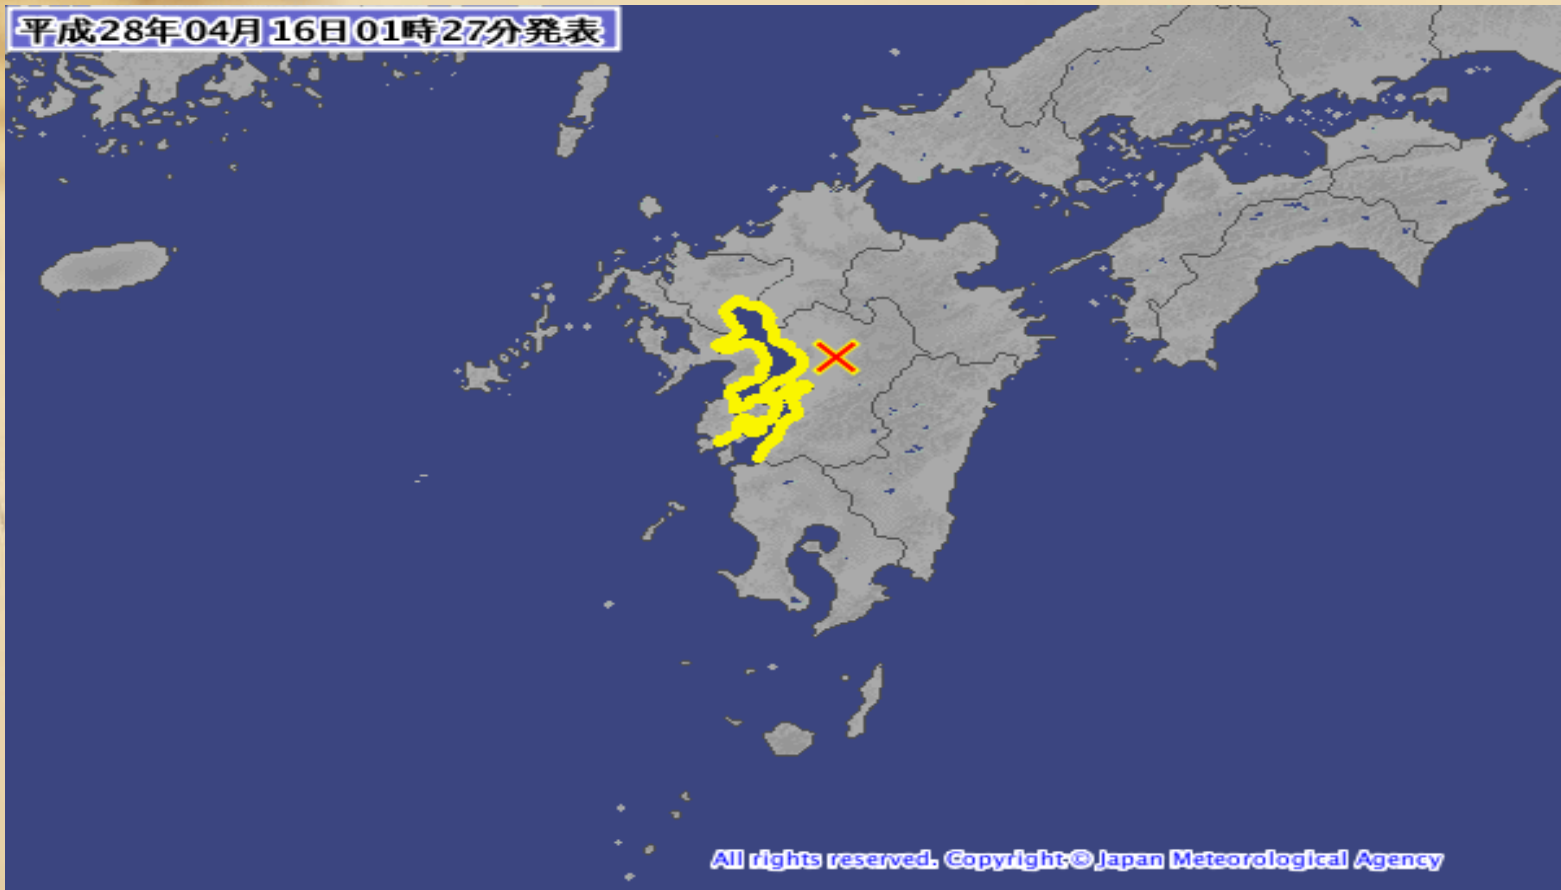 平成28年04月16日01時27分発表
All rights reserved. Copyright © Japan Meteorological Agency